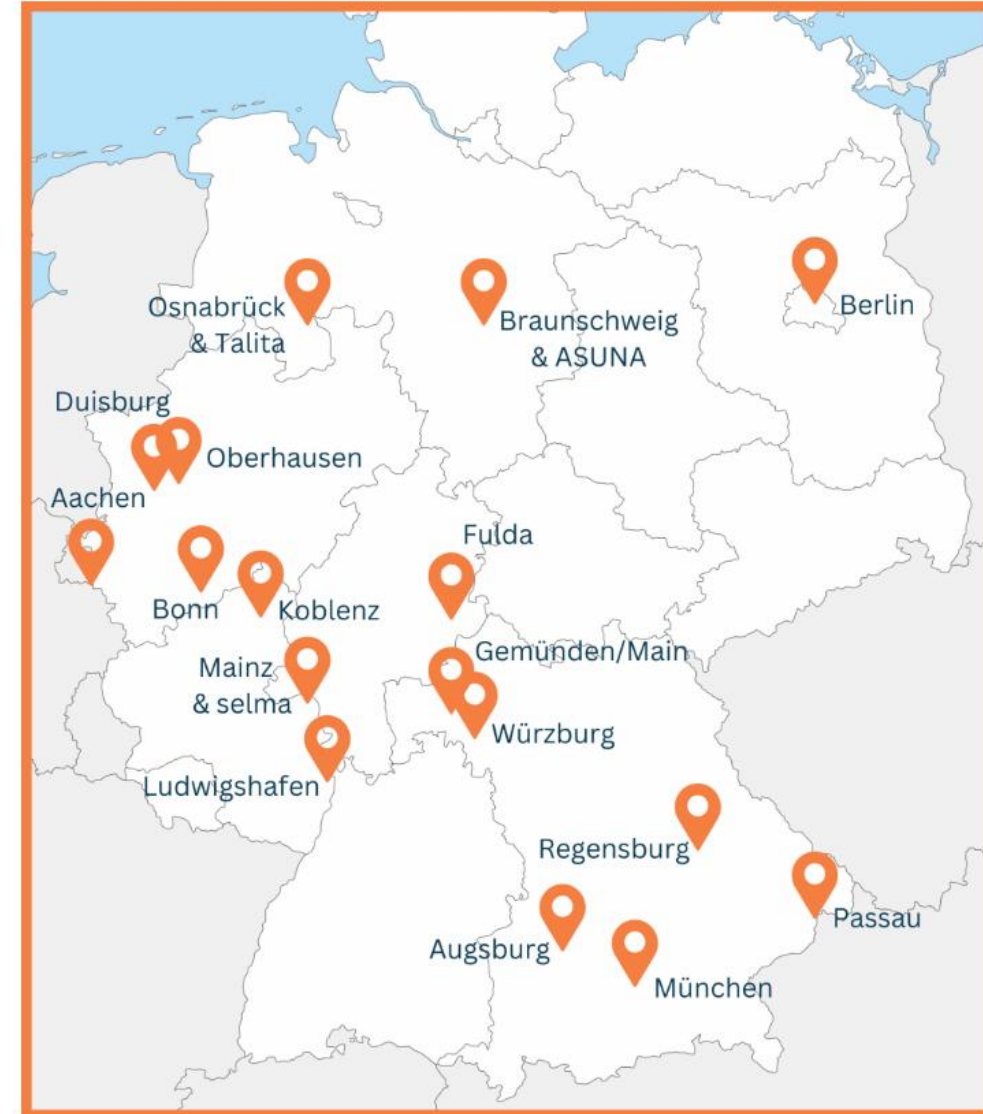 Osnabrück
& Talita
Braunschweig
& ASUNA
Berlin
Duisburg
Oberhausen
Aachen
Fulda
Bonn
Koblenz
Gemünden/Main
Mainz
& selma
Würzburg
Ludwigshafen
Regensburg
Passau
Augsburg
München